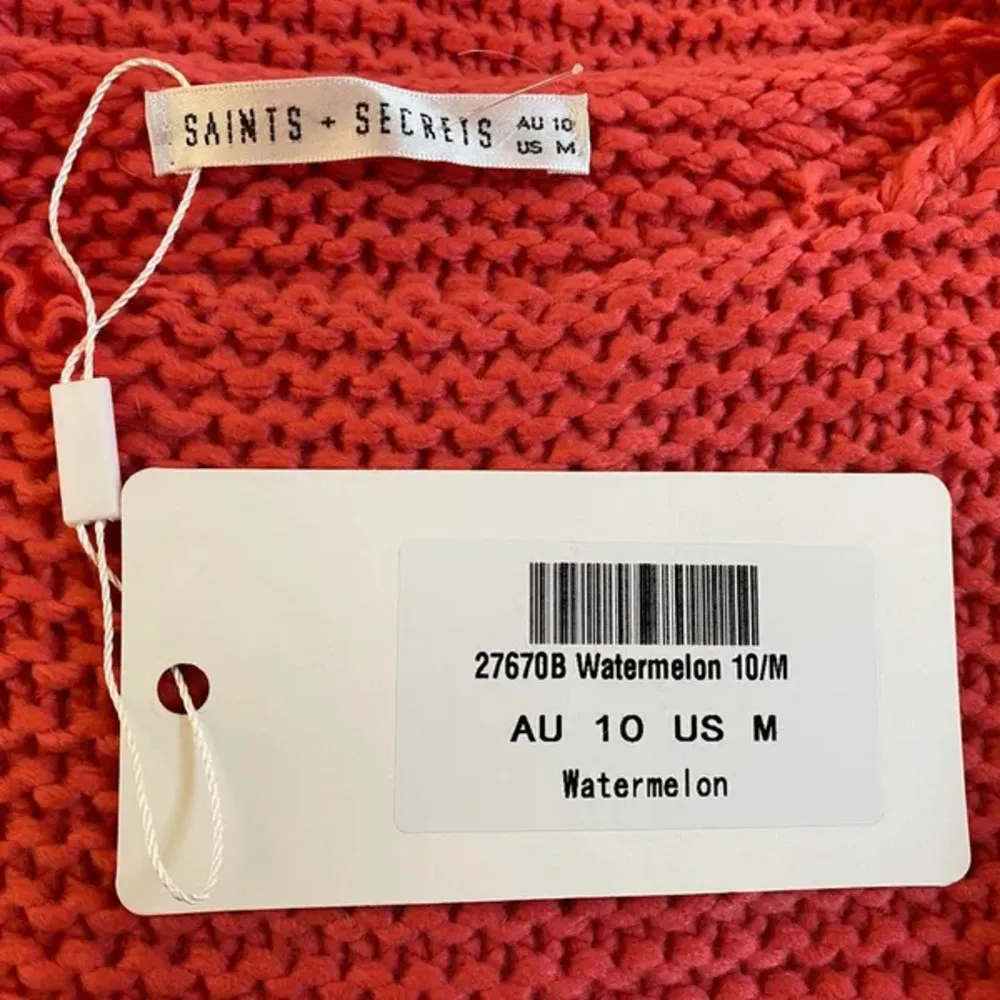 SAINTS + SECRETS
AU 10
US M
27670B Watermelon 10/M
AU 10 US M
Watermelon